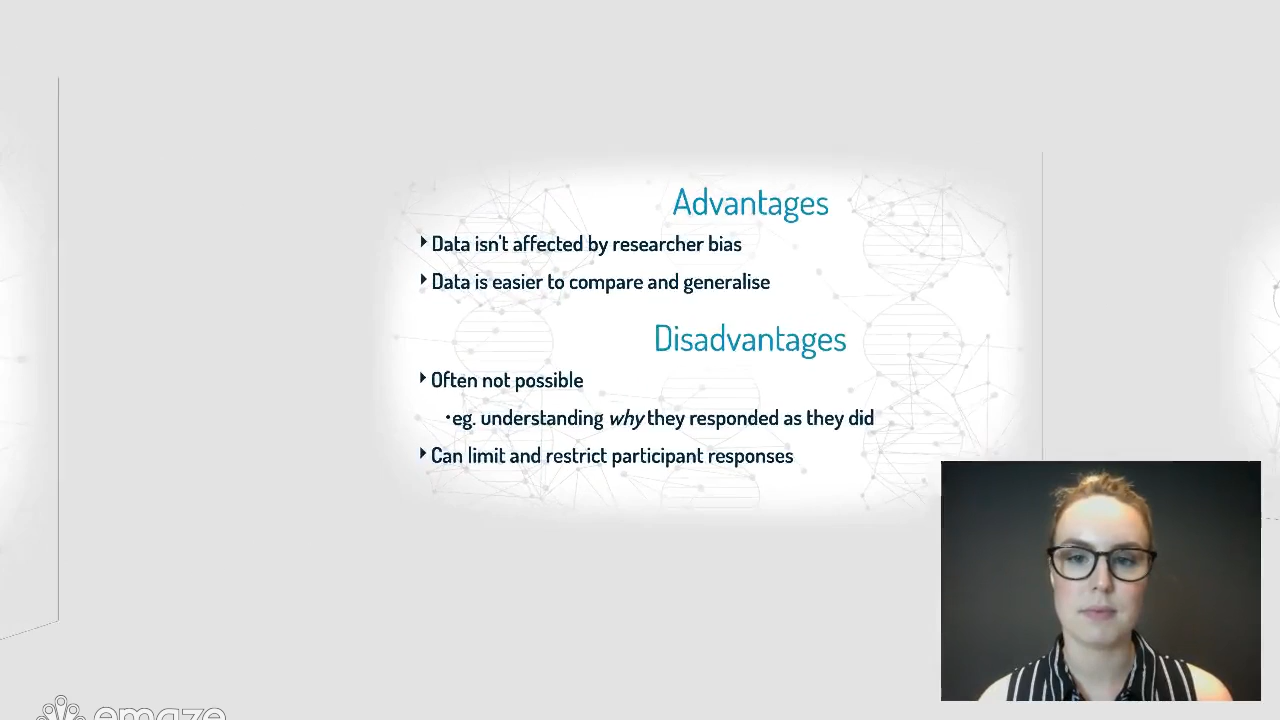 Advantages
Data isn't affected by researcher bias
Data is easier to compare and generalise
Disadvantages
Often not possible
•eg. understanding why they responded as they did
Can limit and restrict participant responses
emaze